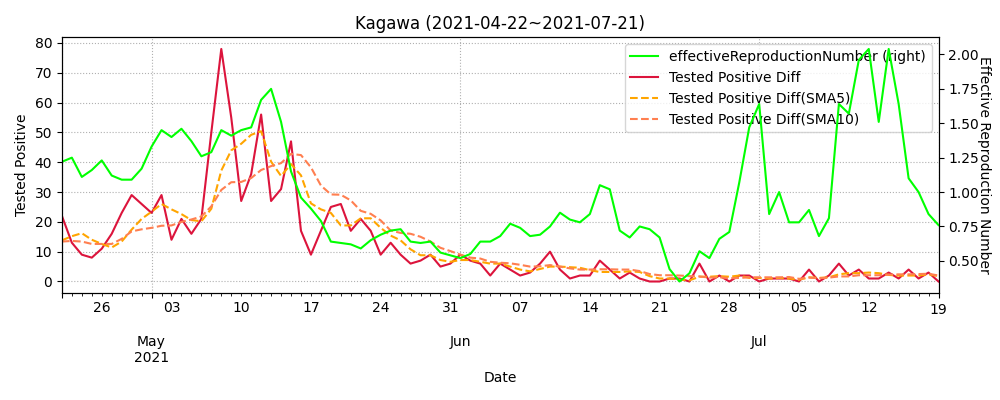 Kagawa (2021-04-22~2021-07-21)
effectiveReproductionNumber (right)
Tested Positive Diff
Tested Positive Diff(SMA5)
Tested Positive Diff(SMA10)
Tested Positive
80
70
60
50
40
30
20
10
0
2.00
1.75
1.50
1.25
1.00
0.75
0.50
Effective Reproduction Number
26 03 10 17 24 31 07 14 21 28 05 12 19
May Jun Jul
2021
Date